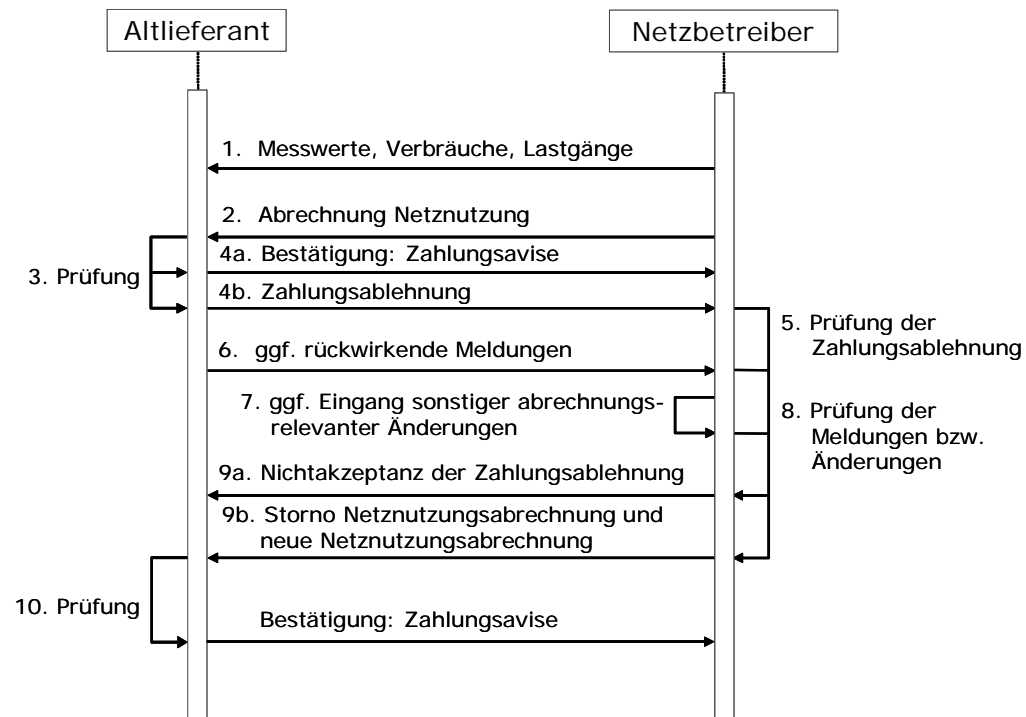 Altlieferant
Netzbetreiber
1. Messwerte, Verbräuche, Lastgänge
2. Abrechnung Netznutzung
3. Prüfung
4a. Bestätigung: Zahlungsavise
4b. Zahlungsablehnung
5. Prüfung der
Zahlungsablehnung
6. ggf. rückwirkende Meldungen
7. ggf. Eingang sonstiger abrechnungs-
relevanter Änderungen
8. Prüfung der
Meldungen bzw.
Änderungen
9a. Nichtakzeptanz der Zahlungsablehnung
9b. Storno Netznutzungsabrechnung und
neue Netznutzungsabrechnung
10. Prüfung
Bestätigung: Zahlungsavise